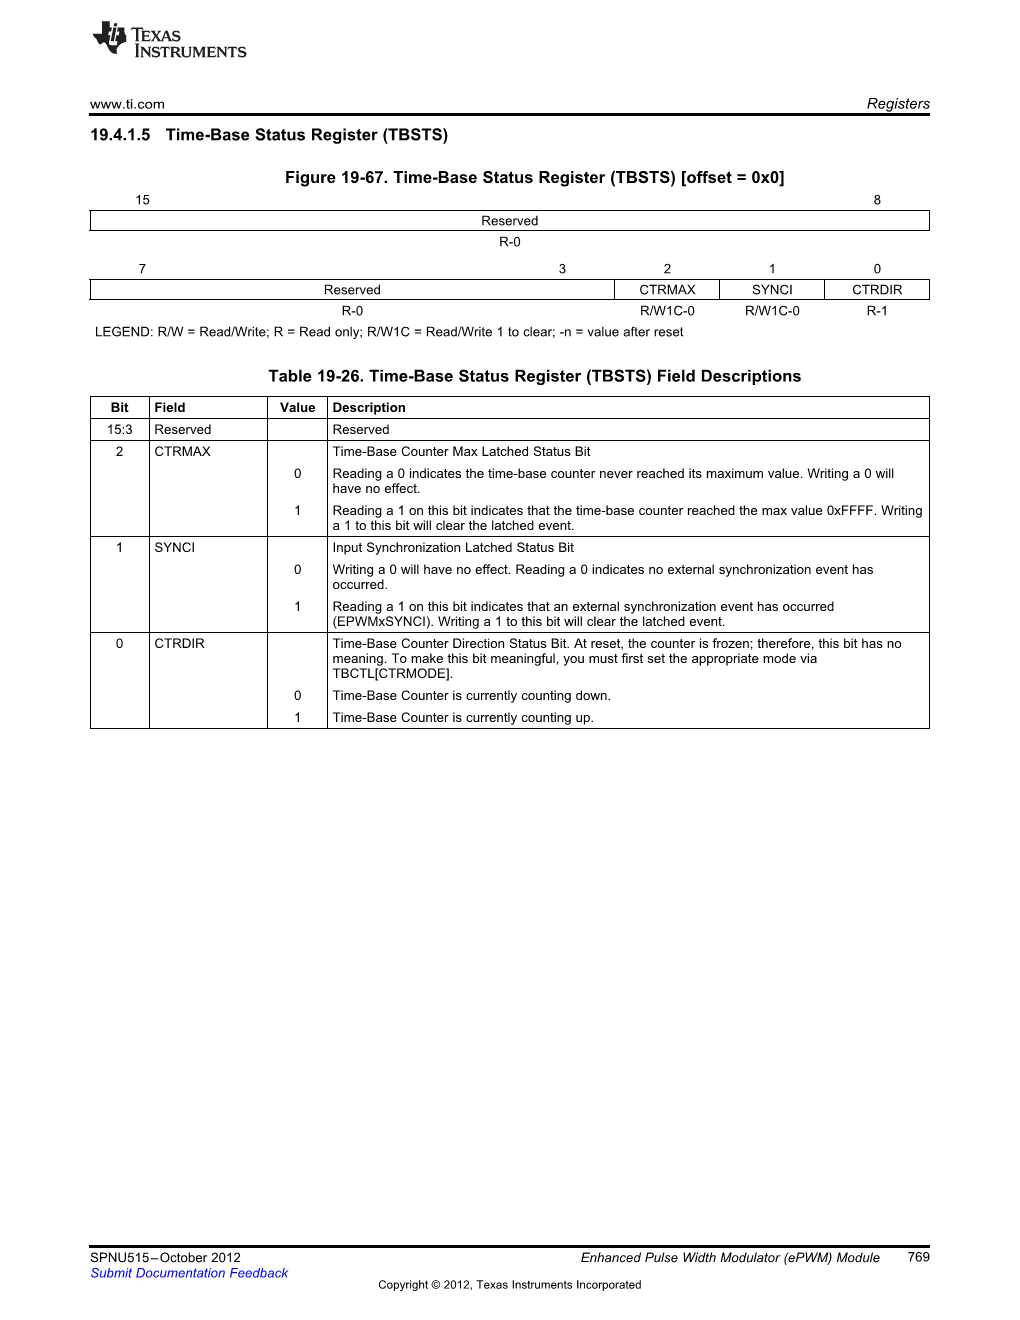 TEXAS
INSTRUMENTS
www.ti.com Registers
19.4.1.5 Time-Base Status Register (TBSTS)
Figure 19-67. Time-Base Status Register (TBSTS) [offset = 0x0]
15 8
Reserved
R-0
7 3 2 1 0
Reserved CTRMAX SYNCI CTRDIR
R-0 R/W1C-0 R/W1C-0 R-1
LEGEND: R/W = Read/Write; R = Read only; R/W1C = Read/Write 1 to clear; -n = value after reset
Table 19-26. Time-Base Status Register (TBSTS) Field Descriptions
Bit Field Value Description
15:3 Reserved Reserved
2 CTRMAX Time-Base Counter Max Latched Status Bit
0 Reading a 0 indicates the time-base counter never reached its maximum value. Writing a 0 will
have no effect.
1 Reading a 1 on this bit indicates that the time-base counter reached the max value 0xFFFF. Writing
a 1 to this bit will clear the latched event.
1 SYNCI Input Synchronization Latched Status Bit
0 Writing a 0 will have no effect. Reading a 0 indicates no external synchronization event has
occurred.
1 Reading a 1 on this bit indicates that an external synchronization event has occurred
(EPWMxSYNCI). Writing a 1 to this bit will clear the latched event.
0 CTRDIR Time-Base Counter Direction Status Bit. At reset, the counter is frozen; therefore, this bit has no
meaning. To make this bit meaningful, you must first set the appropriate mode via
TBCTL[CTRMODE].
0 Time-Base Counter is currently counting down.
1 Time-Base Counter is currently counting up.
SPNU515–October 2012 Enhanced Pulse Width Modulator (ePWM) Module 769
Submit Documentation Feedback
Copyright © 2012, Texas Instruments Incorporated